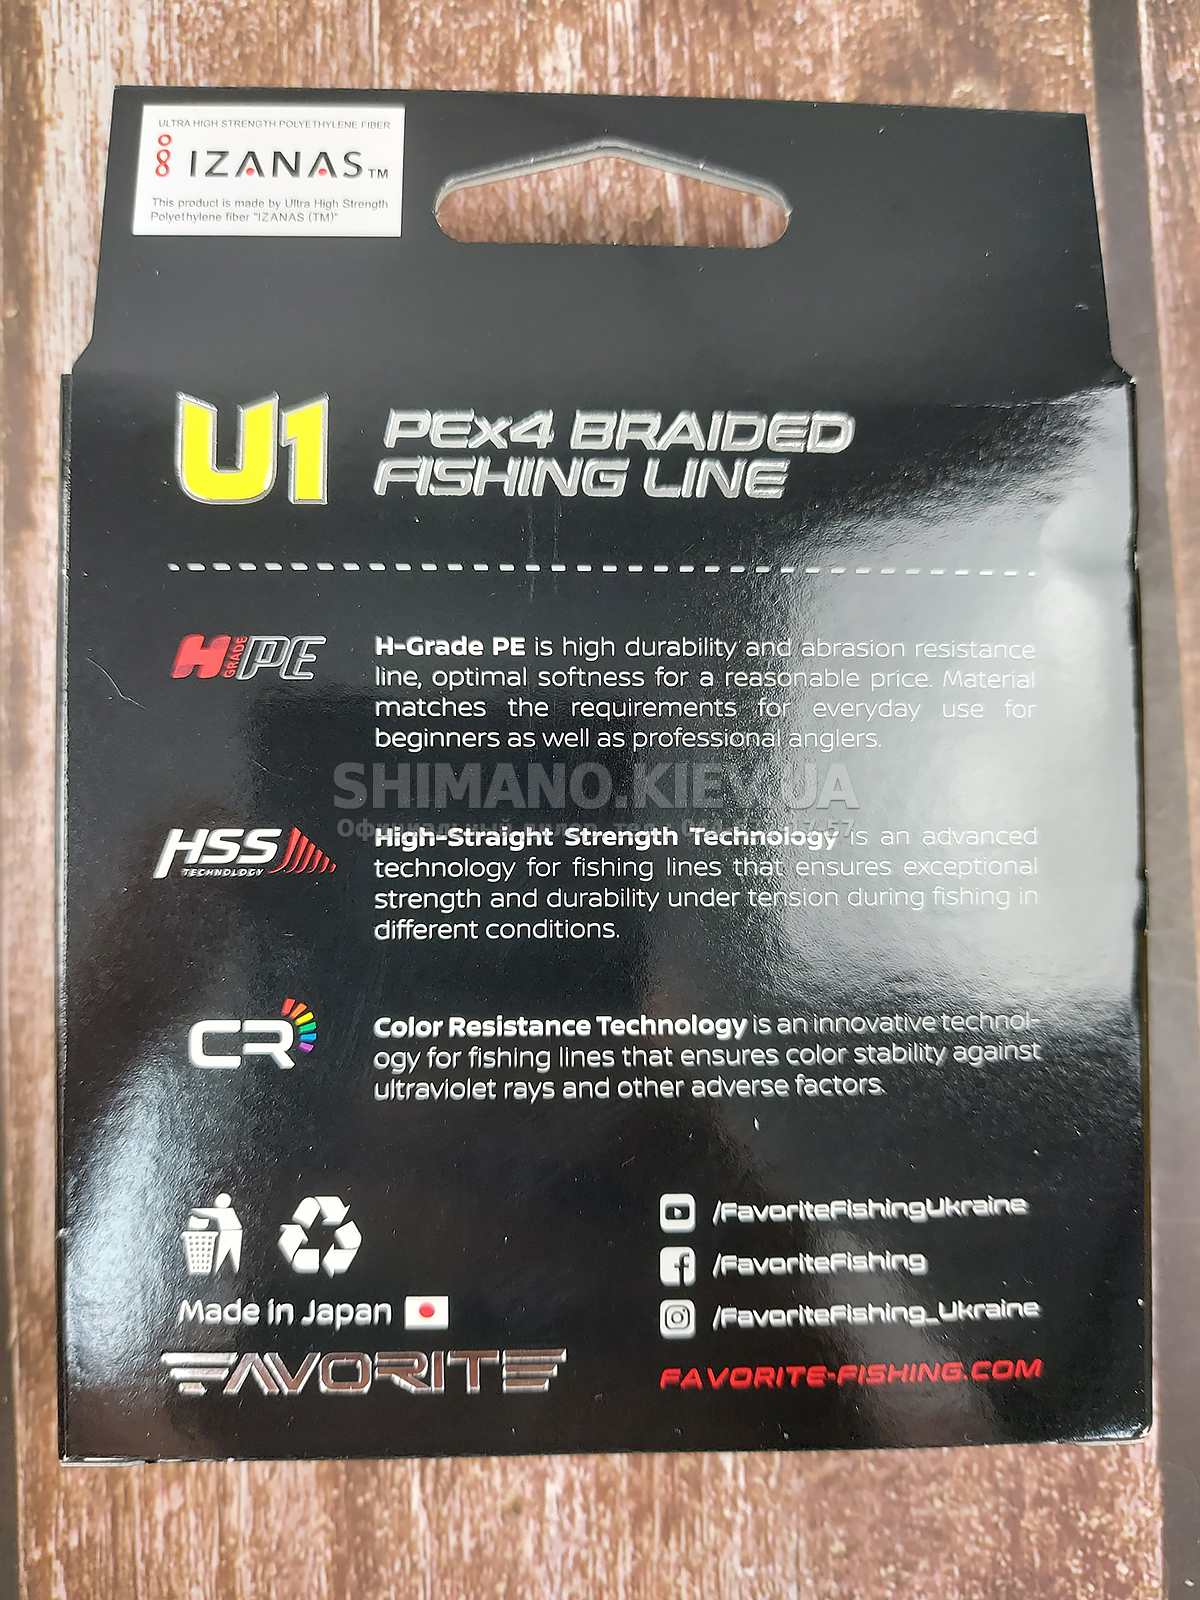 ULTRA HIGH STRENGTH POLYETHYLENE FIBER
IZANAS TM
This product is made by Ultra High Strength
Polyethylene fiber "IZANAS (TM)"
U1
PEx4 BRAIDED
FISHING LINE
H GRADE PE
H-Grade PE is high durability and abrasion resistance
line, optimal softness for a reasonable price. Material
matches the requirements for everyday use for
beginners as well as professional anglers.
SHIMANO.KIEV.UA
Официальный дилер, тел.:
HSS
TECHNOLOGY
High-Straight Strength Technology is an advanced
technology for fishing lines that ensures exceptional
strength and durability under tension during fishing in
different conditions.
CR
Color Resistance Technology is an innovative technol-
ogy for fishing lines that ensures color stability against
ultraviolet rays and other adverse factors.
/FavoriteFishingUkraine
/FavoriteFishing
/FavoriteFishing_Ukraine
Made in Japan
FAVORITE
FAVORITE-FISHING.COM